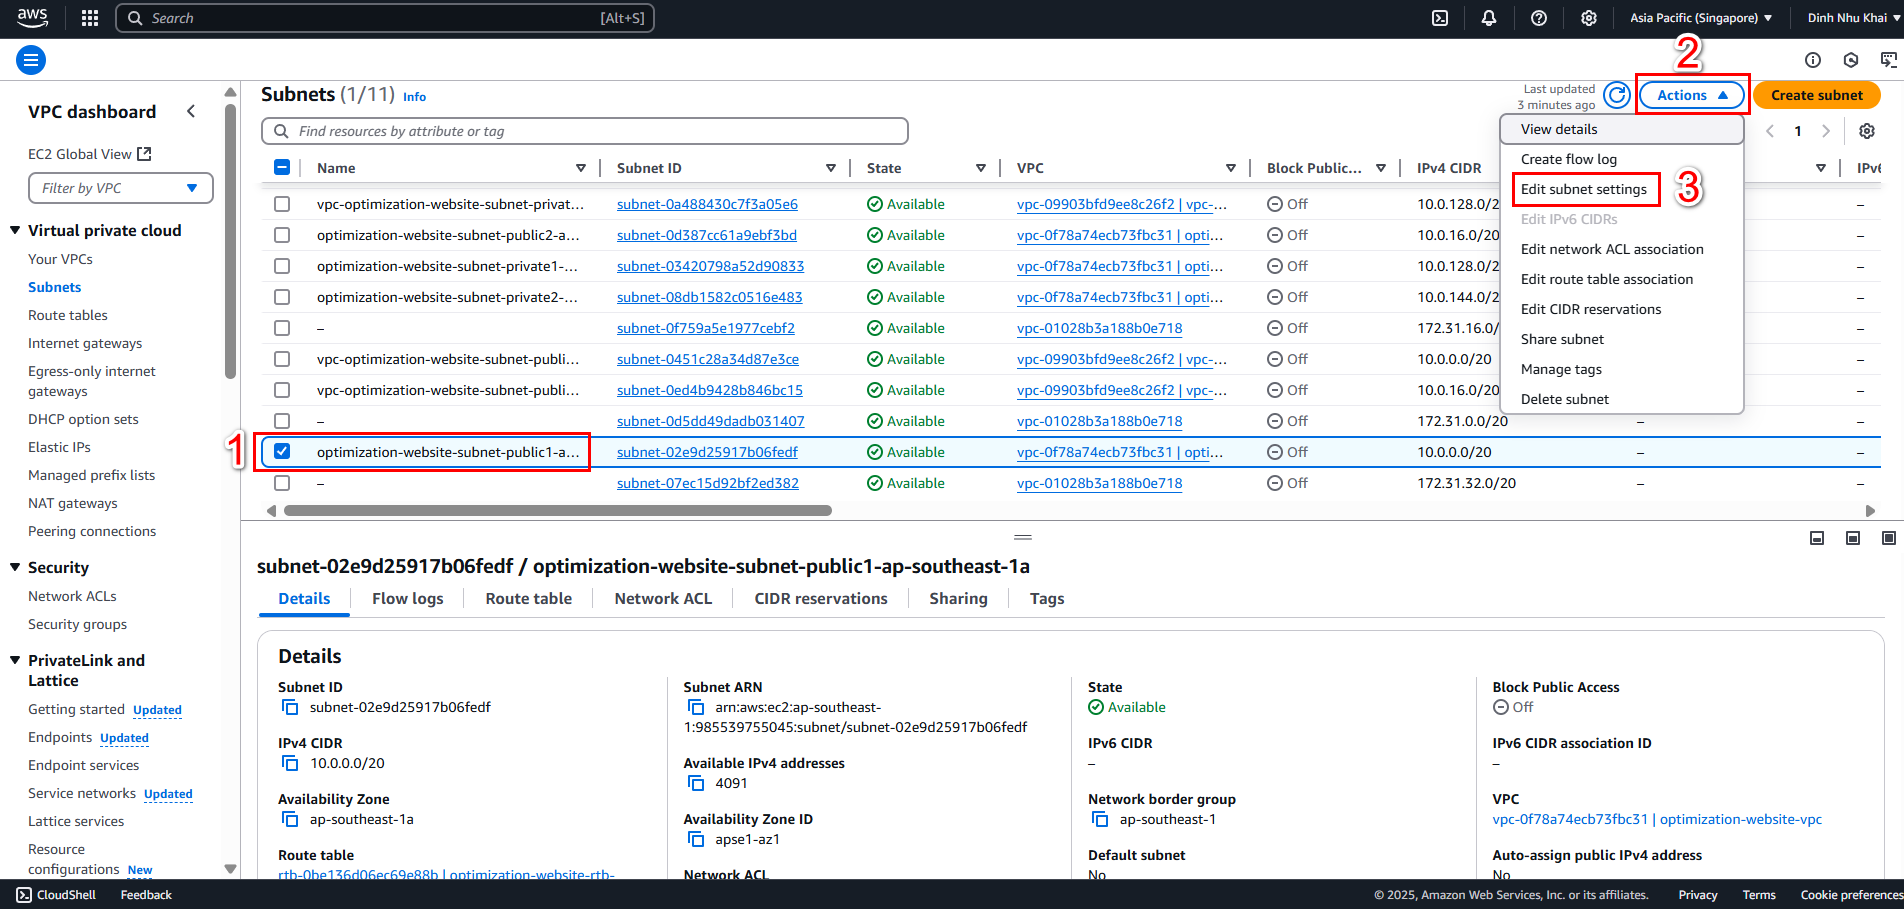 aws
Search [Alt+S]
Asia Pacific (Singapore)
Dinh Nhu Khai
2
VPC dashboard
EC2 Global View
Filter by VPC
Virtual private cloud
Your VPCs
Subnets
Route tables
Internet gateways
Egress-only internet
gateways
DHCP option sets
Elastic IPs
Managed prefix lists
NAT gateways
Peering connections
Security
Network ACLs
Security groups
PrivateLink and
Lattice
Getting started Updated
Endpoints Updated
Endpoint services
Service networks Updated
Lattice services
Resource
configurations New
Subnets (1/11) Info
Last updated
3 minutes ago
Actions
Create subnet
Find resources by attribute or tag
1
View details
Create flow log
Edit subnet settings
3
Edit IPv6 CIDRs
Edit network ACL association
Edit route table association
Edit CIDR reservations
Share subnet
Manage tags
Delete subnet
Name Subnet ID State VPC Block Public... IPv4 CIDR IPv6
vpc-optimization-website-subnet-privat... subnet-0a488430c7f3a05e6 Available vpc-09903bfd9ee8c26f2 | vpc-... Off 10.0.128.0/2 –
optimization-website-subnet-public2-a... subnet-0d387cc61a9ebf3bd Available vpc-0f78a74ecb73fbc31 | opti... Off 10.0.16.0/20 –
optimization-website-subnet-private1-... subnet-03420798a52d90833 Available vpc-0f78a74ecb73fbc31 | opti... Off 10.0.128.0/2 –
optimization-website-subnet-private2-... subnet-08db1582c0516e483 Available vpc-0f78a74ecb73fbc31 | opti... Off 10.0.144.0/2 –
– subnet-0f759a5e1977cebf2 Available vpc-01028b3a188b0e718 Off 172.31.16.0/ –
vpc-optimization-website-subnet-publi... subnet-0451c28a34d87e3ce Available vpc-09903bfd9ee8c26f2 | vpc-... Off 10.0.0.0/20 –
vpc-optimization-website-subnet-publi... subnet-0ed4b9428b846bc15 Available vpc-09903bfd9ee8c26f2 | vpc-... Off 10.0.16.0/20 –
– subnet-0d5dd49dadb031407 Available vpc-01028b3a188b0e718 Off 172.31.0.0/20 – –
1 optimization-website-subnet-public1-a... subnet-02e9d25917b06fedf Available vpc-0f78a74ecb73fbc31 | opti... Off 10.0.0.0/20 – –
– subnet-07ec15d92bf2ed382 Available vpc-01028b3a188b0e718 Off 172.31.32.0/20 – –
subnet-02e9d25917b06fedf / optimization-website-subnet-public1-ap-southeast-1a
Details Flow logs Route table Network ACL CIDR reservations Sharing Tags
Details
Subnet ID
subnet-02e9d25917b06fedf
IPv4 CIDR
10.0.0.0/20
Availability Zone
ap-southeast-1a
Route table
rtb-0be136d06ec69e88b | optimization-website-rtb-
Subnet ARN
arn:aws:ec2:ap-southeast-
1:985539755045:subnet/subnet-02e9d25917b06fedf
Available IPv4 addresses
4091
Availability Zone ID
apse1-az1
Network ACL
State
Available
IPv6 CIDR
–
Network border group
ap-southeast-1
Default subnet
No
Block Public Access
Off
IPv6 CIDR association ID
–
VPC
vpc-0f78a74ecb73fbc31 | optimization-website-vpc
Auto-assign public IPv4 address
No
CloudShell Feedback © 2025, Amazon Web Services, Inc. or its affiliates. Privacy Terms Cookie preferences